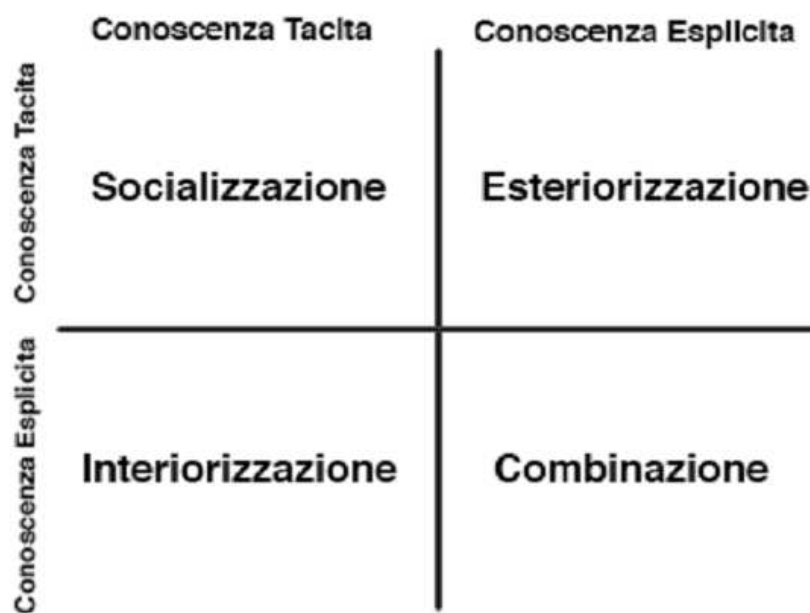 Conoscenza Tacita
Conoscenza Esplicita
Conoscenza Tacita
Socializzazione
Esteriorizzazione
Conoscenza Esplicita
Interiorizzazione
Combinazione